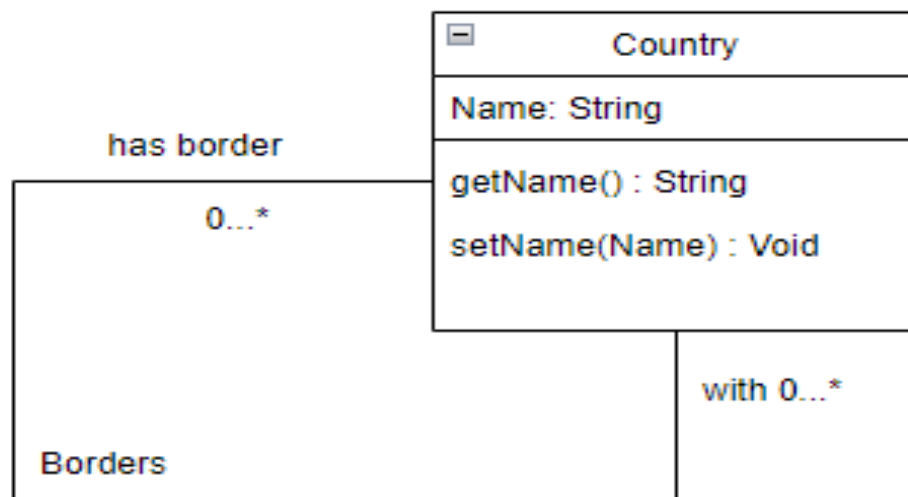 Country
Name: String
has border
getName() : String
0...*
setName(Name) : Void
with 0...*
Borders